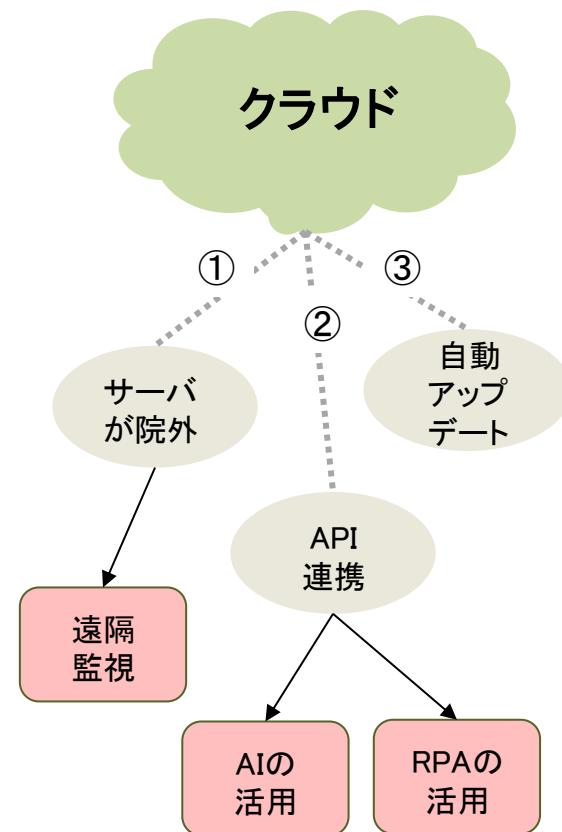 クラウド
①
②
③
サーバ
が院外
自動
アップ
デート
API
連携
遠隔
監視
AIの
活用
RPAの
活用